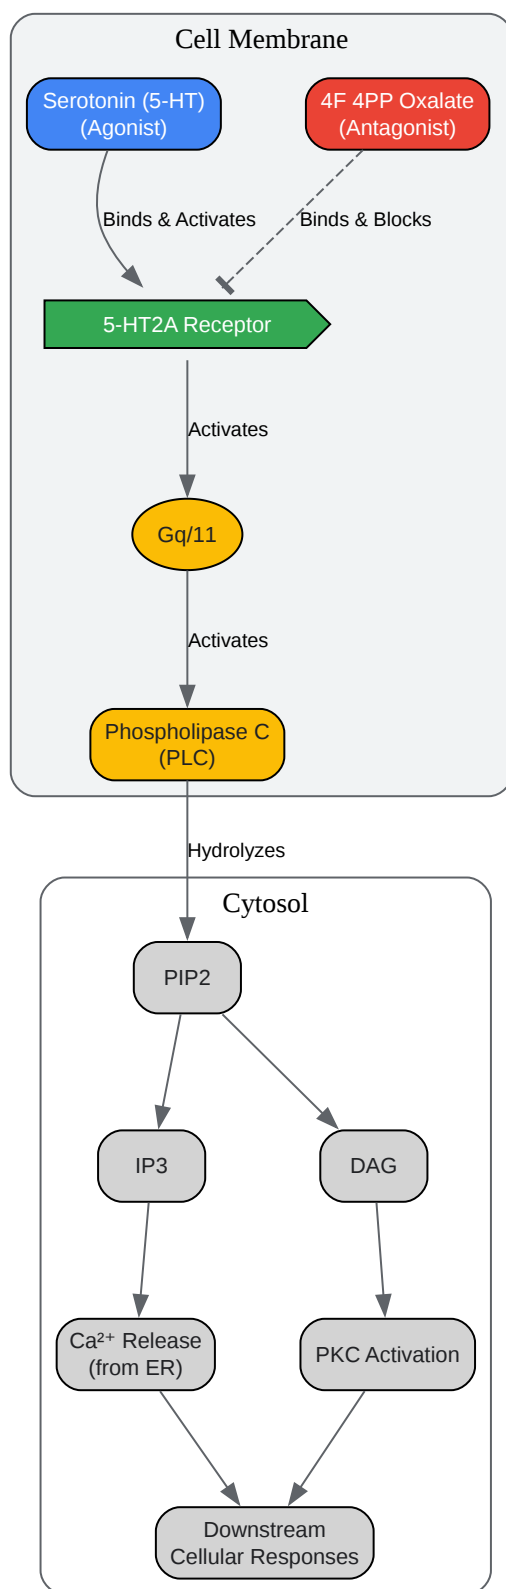 Cell Membrane
Serotonin (5-HT)
(Agonist)
4F 4PP Oxalate
(Antagonist)
Binds & Activates
Binds & Blocks
5-HT2A Receptor
Activates
Gq/11
Activates
Phospholipase C
(PLC)
Hydrolyzes
Cytosol
PIP2
IP3
DAG
Ca²⁺ Release
(from ER)
PKC Activation
Downstream
Cellular Responses